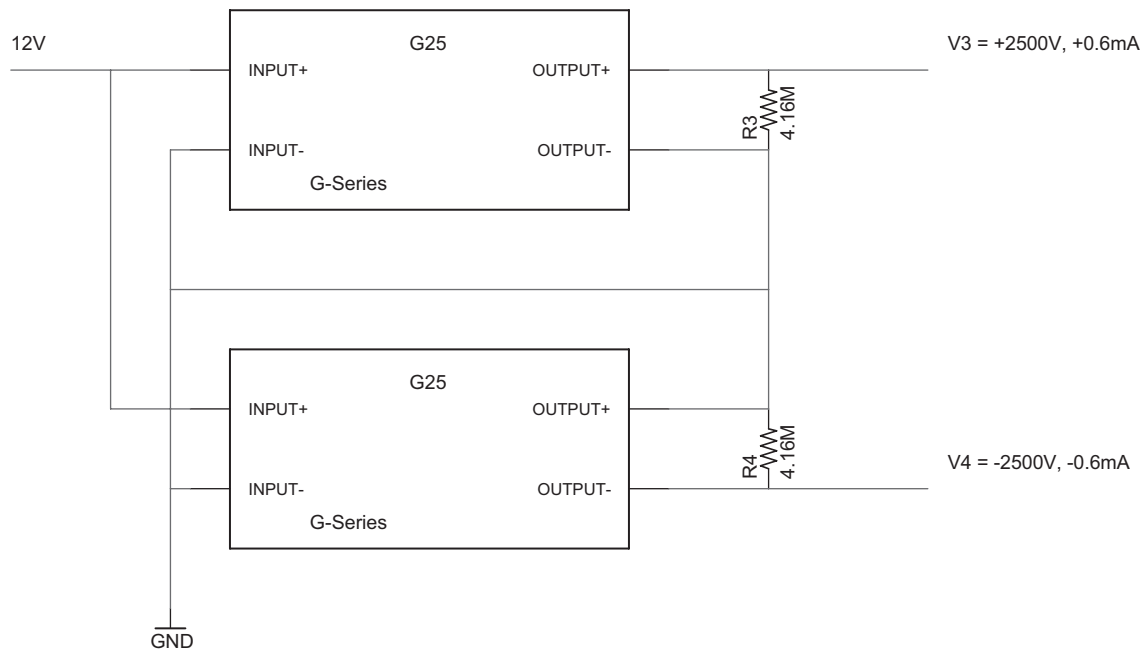 12V
G25
V3 = +2500V, +0.6mA
INPUT+
OUTPUT+
R3
4.16M
INPUT-
OUTPUT-
G-Series
G25
INPUT+
OUTPUT+
R4
4.16M
V4 = -2500V, -0.6mA
INPUT-
OUTPUT-
G-Series
GND